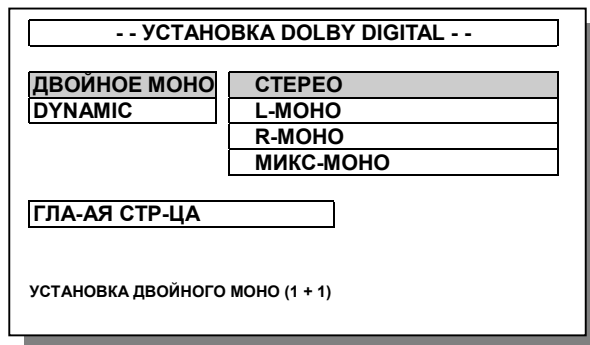 - - УСТАНОВКА DOLBY DIGITAL - -
ДВОЙНОЕ МОНО СТЕРЕО
DYNAMIC L-МОНО
R-МОНО
МИКС-МОНО
ГЛА-АЯ СТР-ЦА
УСТАНОВКА ДВОЙНОГО МОНО (1 + 1)